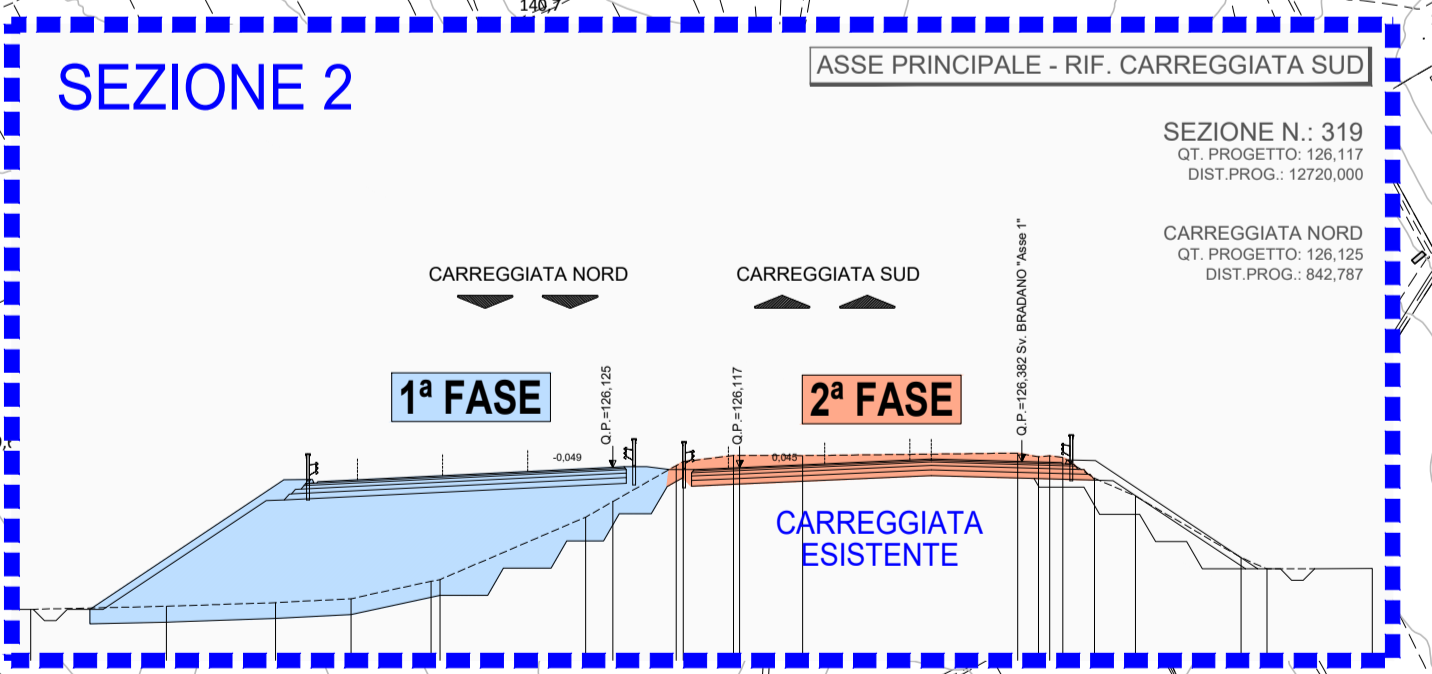 140,7
SEZIONE 2
ASSE PRINCIPALE - RIF. CARREGGIATA SUD
SEZIONE N.: 319
QT. PROGETTO: 126,117
DIST.PROG.: 12720,000
CARREGGIATA NORD
QT. PROGETTO: 126,125
DIST.PROG.: 842,787
CARREGGIATA NORD
CARREGGIATA SUD
1ª FASE
2ª FASE
Q.P.=126,125
Q.P.=126,117
Q.P.=126,382 Sv. BRADANO "Asse 1"
-0,049
0,045
CARREGGIATA
ESISTENTE